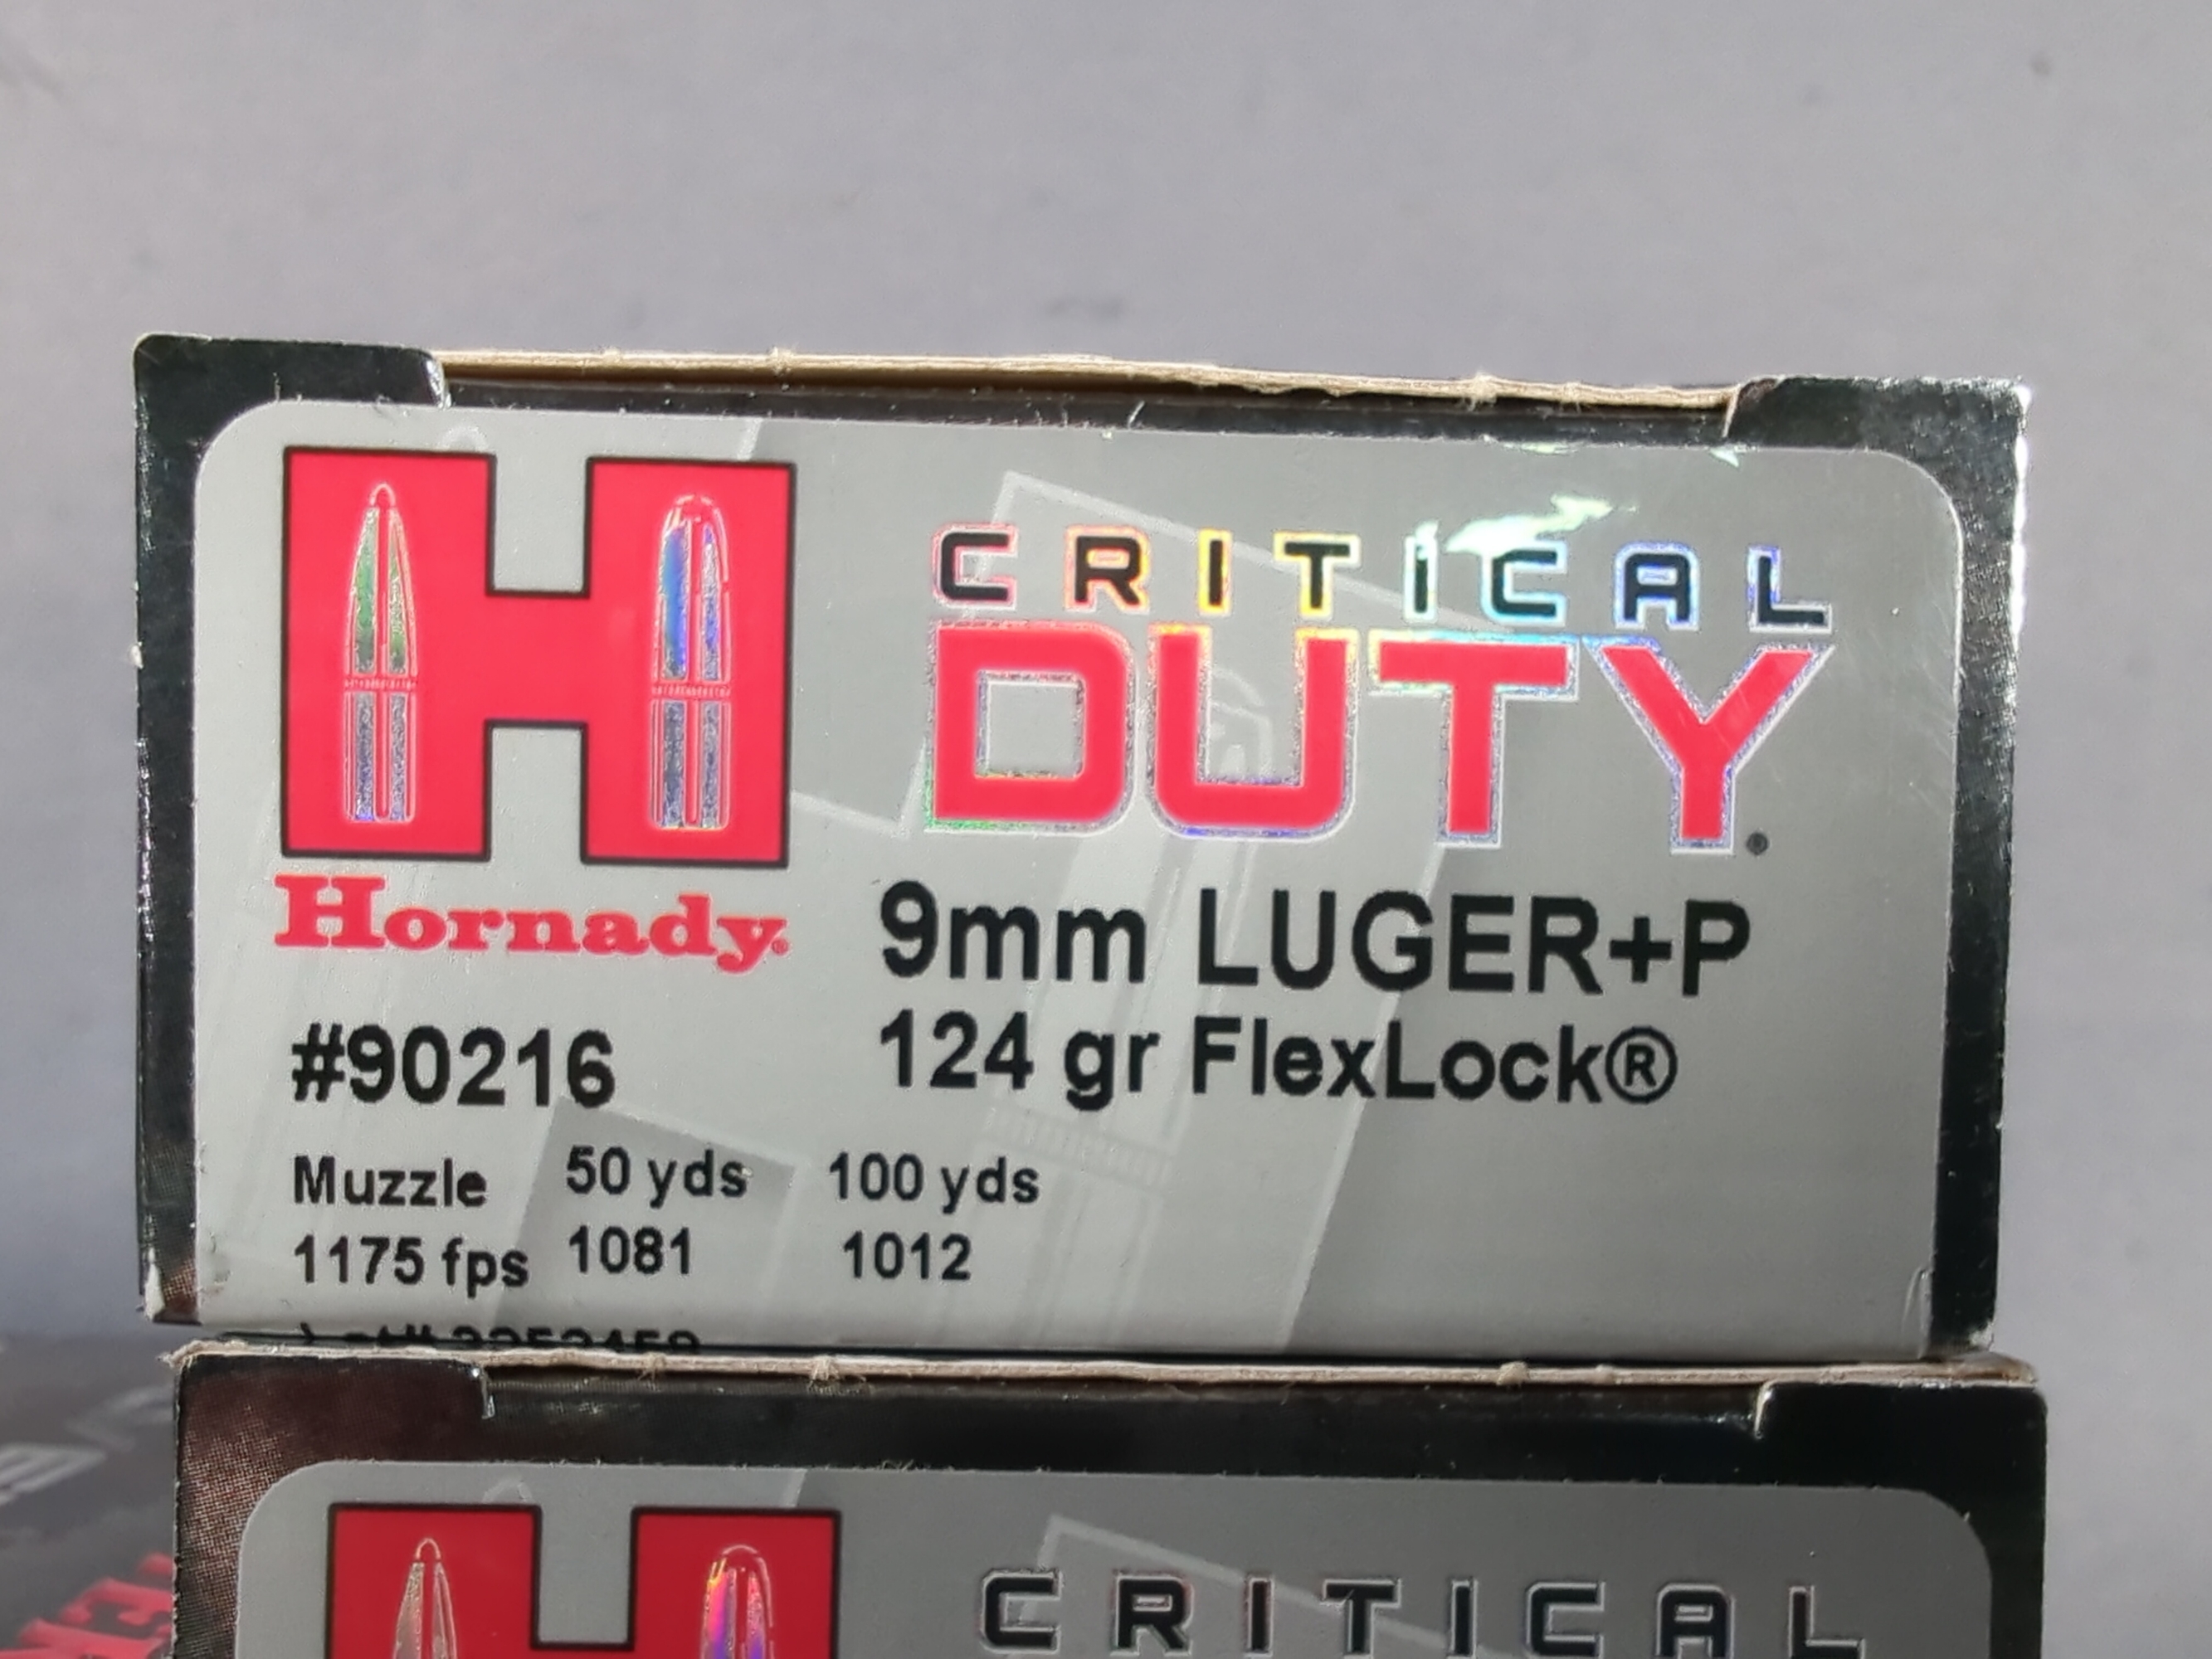 CRITICAL
DUTY
Hornady
9mm LUGER+P
#90216
124 gr FlexLock®
Muzzle 50 yds 100 yds
1175 fps 1081 1012
CRITICAL